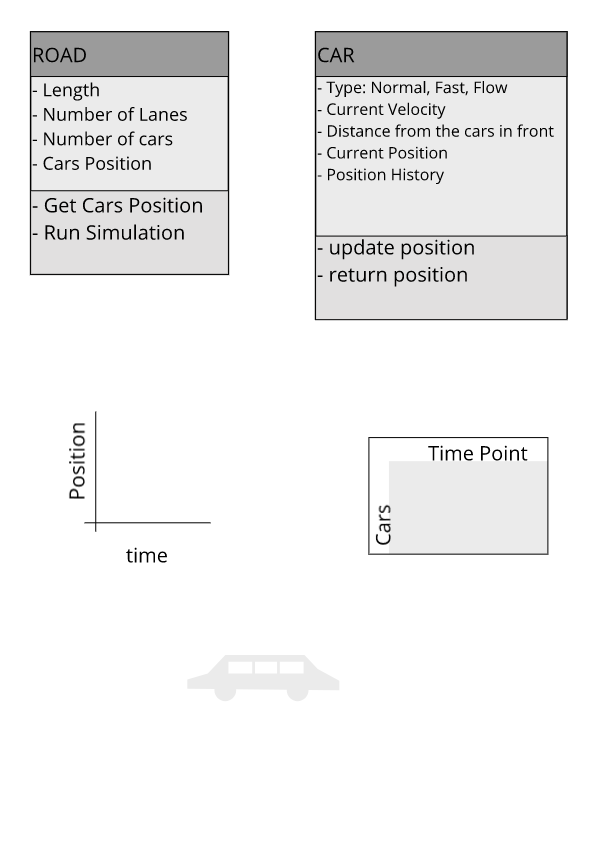 ROAD
- Length
- Number of Lanes
- Number of cars
- Cars Position
- Get Cars Position
- Run Simulation
CAR
- Type: Normal, Fast, Flow
- Current Velocity
- Distance from the cars in front
- Current Position
- Position History
- update position
- return position
Position
time
Time Point
Cars